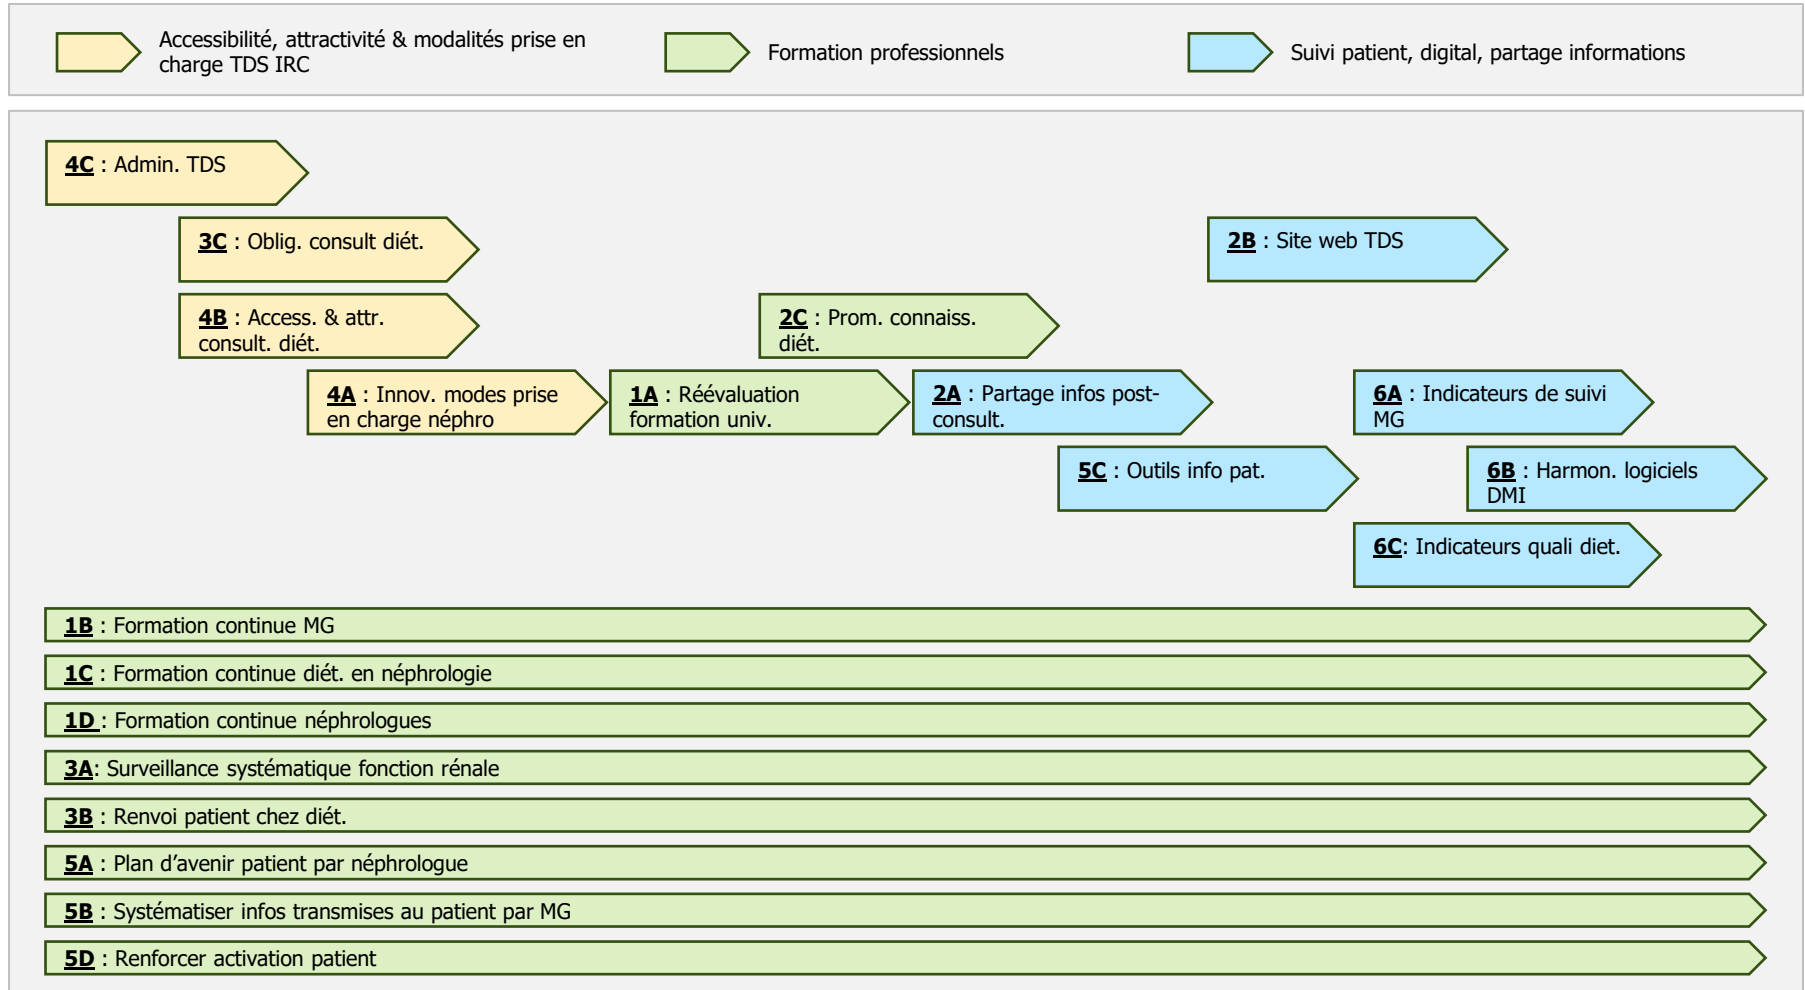 Accessibilité, attractivité & modalités prise en
charge TDS IRC
Formation professionnels
Suivi patient, digital, partage informations
4C : Admin. TDS
3C : Oblig. consult diét.
2B : Site web TDS
4B : Access. & attr.
consult. diét.
2C : Prom. connaiss.
diét.
4A : Innov. modes prise
en charge néphro
1A : Réévaluation
formation univ.
2A : Partage infos post-
consult.
6A : Indicateurs de suivi
MG
5C : Outils info pat.
6B : Harmon. logiciels
DMI
6C: Indicateurs quali diet.
1B : Formation continue MG
1C : Formation continue diét. en néphrologie
1D : Formation continue néphrologues
3A: Surveillance systématique fonction rénale
3B : Renvoi patient chez diét.
5A : Plan d’avenir patient par néphrologue
5B : Systématiser infos transmises au patient par MG
5D : Renforcer activation patient